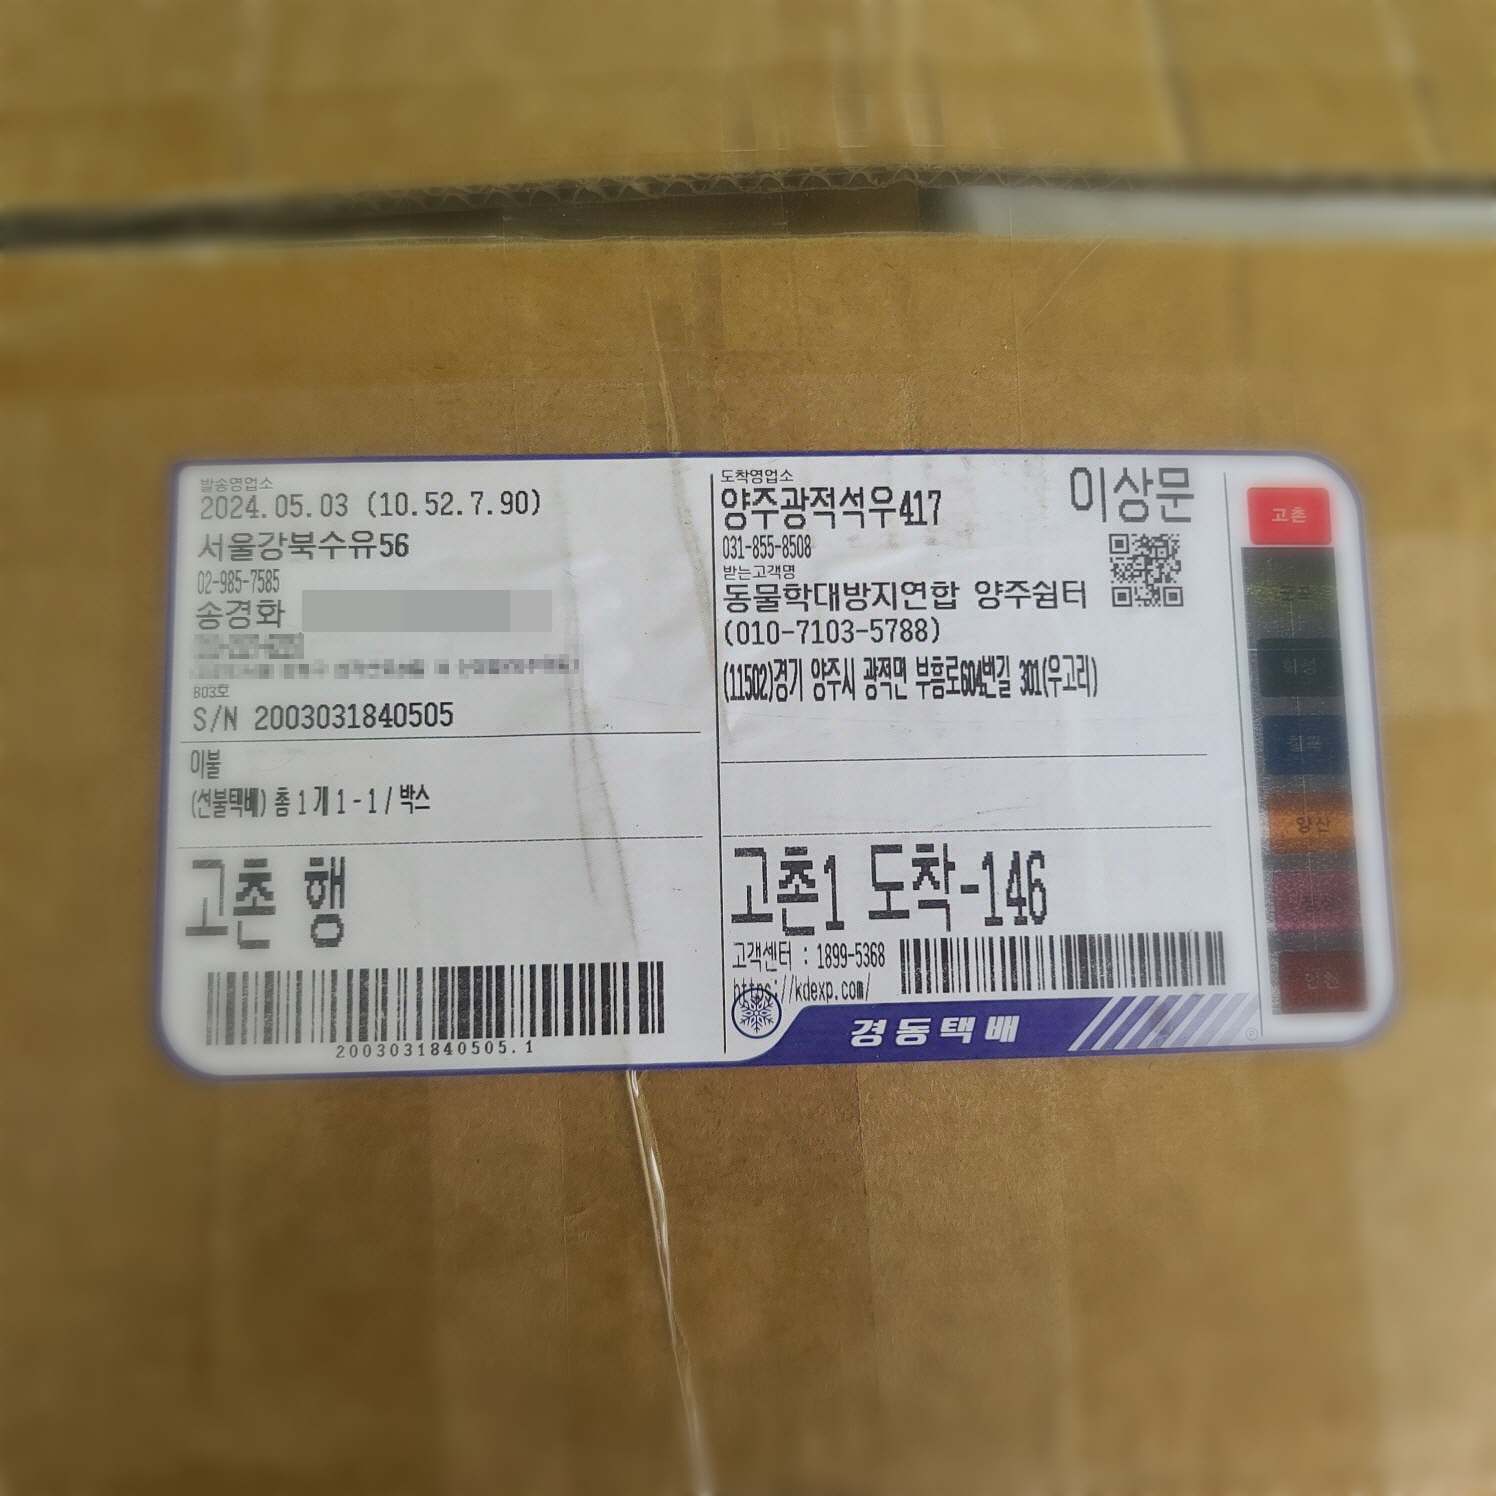 발송영업소
2024.05.03 (10.52.7.90)
서울강북수유56
02-985-7585
송경화
B03호
S/N 2003031840505
이불
(선불택배) 총 1 개 1 - 1 / 박스
고촌 행
2003031840505.1
도착영업소
양주광적석우417
이상문
031-855-8508
받는고객명
동물학대방지연합 양주쉼터
(010-7103-5788)
(11502)경기 양주시 광적면 부흥로604번길 301(우고리)
고촌1 도착-146
고객센터 : 1899-5368
https://kdexp.com/
경동택배
고촌
군포
화성
칠곡
양산
인천